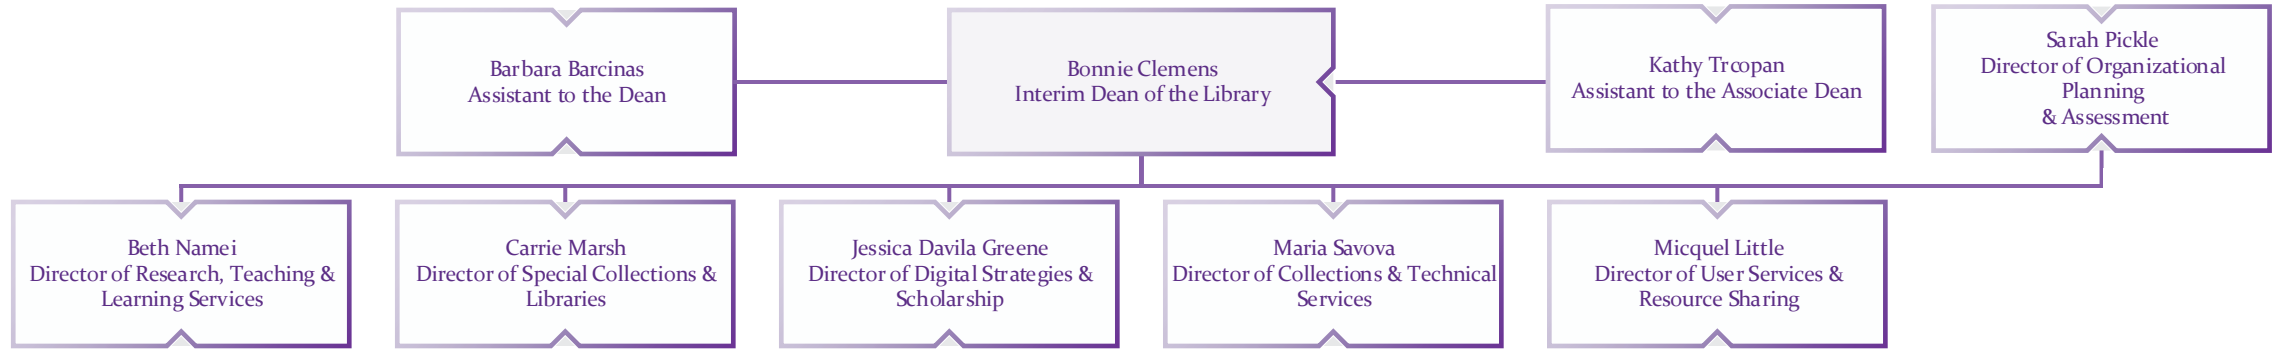 Barbara Barcinas
Assistant to the Dean
Bonnie Clemens
Interim Dean of the Library
Kathy Trcopan
Assistant to the Associate Dean
Sarah Pickle
Director of Organizational
Planning
& Assessment
Beth Namei
Director of Research, Teaching &
Learning Services
Carrie Marsh
Director of Special Collections &
Libraries
Jessica Davila Greene
Director of Digital Strategies &
Scholarship
Maria Savova
Director of Collections & Technical
Services
Micquel Little
Director of User Services &
Resource Sharing